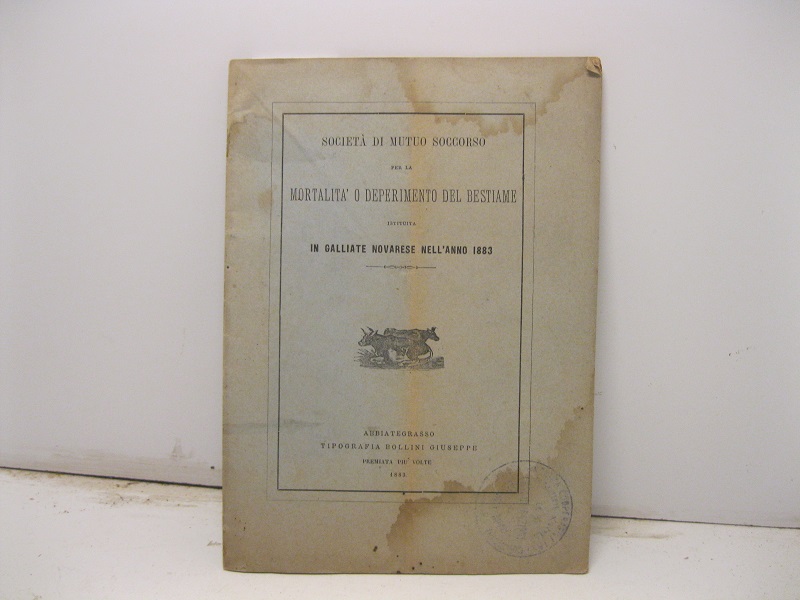 SOCIETÀ DI MUTUO SOCCORSO
PER LA
MORTALITA' O DEPERIMENTO DEL BESTIAME
ISTITUITA
IN GALLIATE NOVARESE NELL'ANNO 1883
ABBIATEGRASSO
TIPOGRAFIA BOLLINI GIUSEPPE
PREMIATA PIU' VOLTE
1883